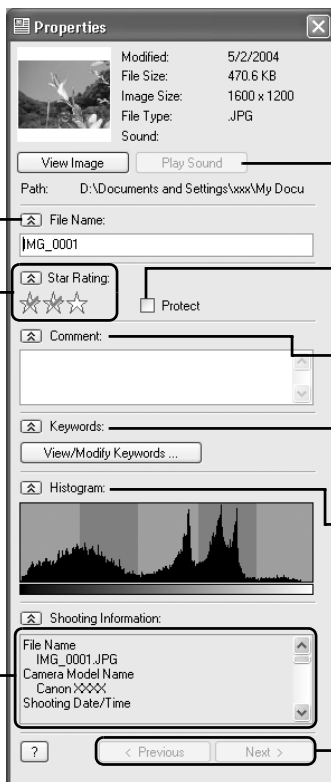 Properties
Modified: 5/2/2004
File Size: 470.6 KB
Image Size: 1600 x 1200
File Type: .JPG
Sound:
View Image Play Sound
Path: D:\Documents and Settings\xxx\My Docu
File Name:
IMG_0001
Star Rating:
Protect
Comment:
Keywords:
View/Modify Keywords ...
Histogram:
Shooting Information:
File Name
IMG_0001.JPG
Camera Model Name
Canon XXXX
Shooting Date/Time
? < Previous Next >